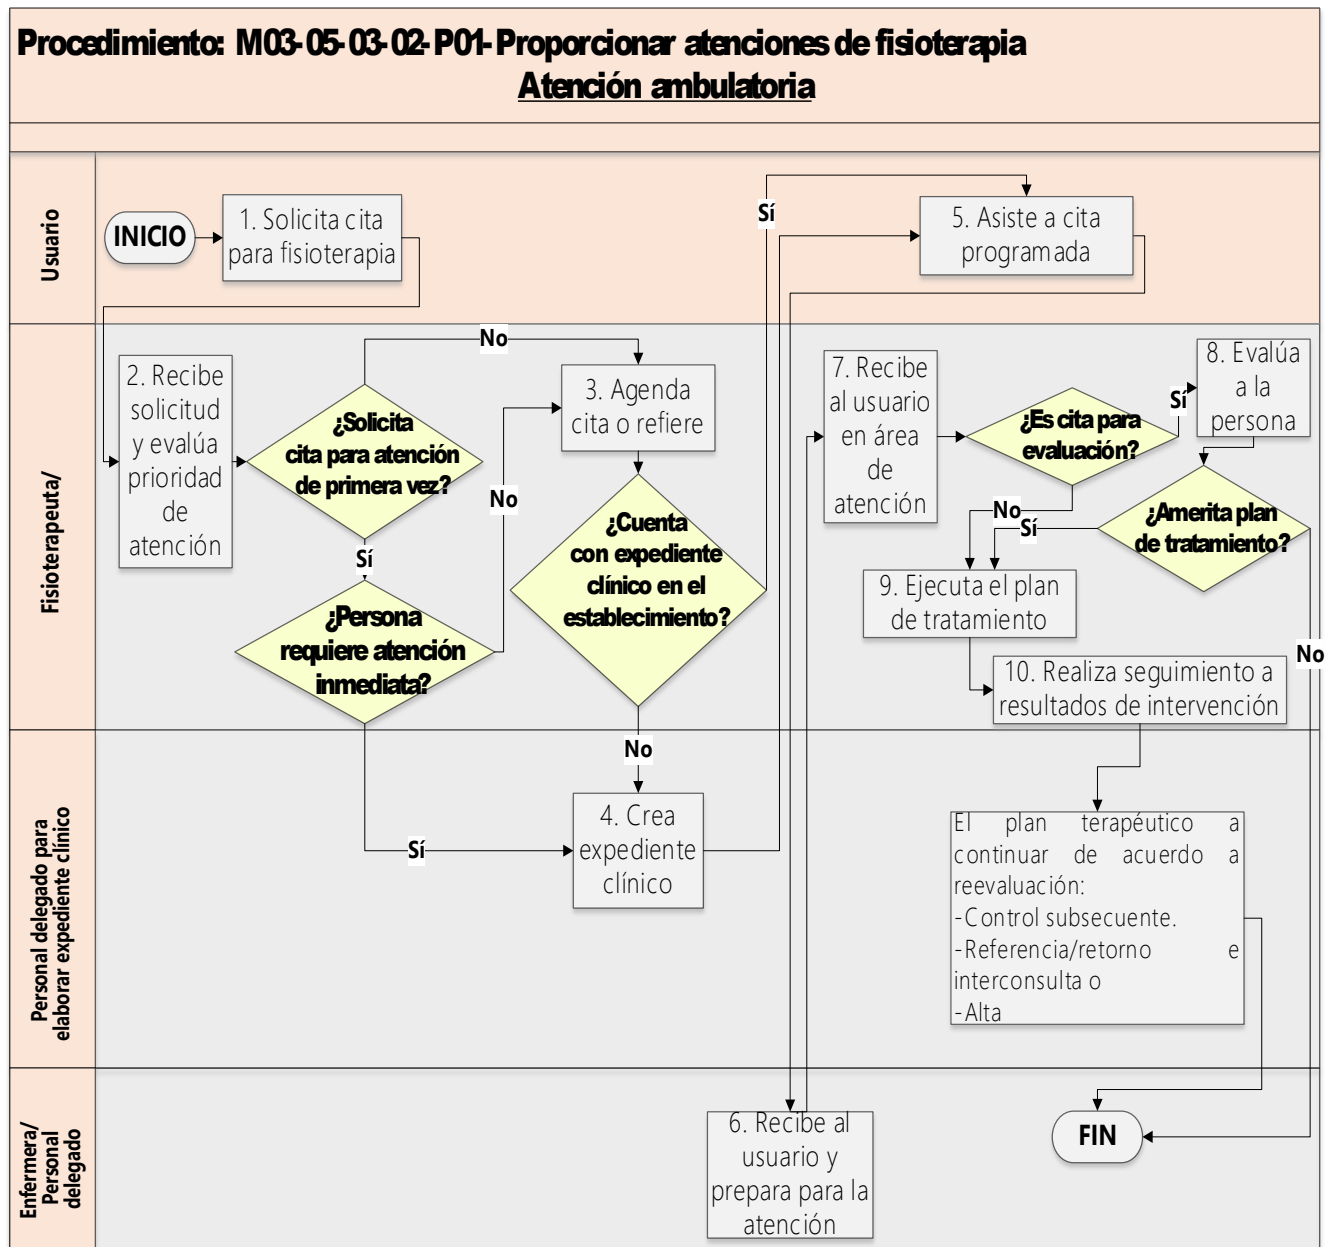 Procedimiento: M03-05-03-02-P01-Proporcionar atenciones de fisioterapia
Atención ambulatoria
Usuario
INICIO
1. Solicita cita
para fisioterapia
Sí
5. Asiste a cita
programada
Fisioterapeuta/
2. Recibe
solicitud
y evalúa
prioridad
de
atención
¿Solicita
cita para atención
de primera vez?
No
Sí
¿Persona
requiere atención
inmediata?
No
3. Agenda
cita o refiere
¿Cuenta
con expediente
clínico en el
establecimiento?
7. Recibe
al usuario
en área
de
atención
¿Es cita para
evaluación?
Sí
8. Evalúa
a la
persona
No
Sí
¿Amerita plan
de tratamiento?
9. Ejecuta el plan
de tratamiento
No
10. Realiza seguimiento a
resultados de intervención
Personal delegado para
elaborar expediente clínico
No
Sí
4. Crea
expediente
clínico
El plan terapéutico a
continuar de acuerdo a
reevaluación:
-Control subsecuente.
-Referencia/retorno e
interconsulta o
-Alta
Enfermera/
Personal
delegado
6. Recibe al
usuario y
prepara para la
atención
FIN